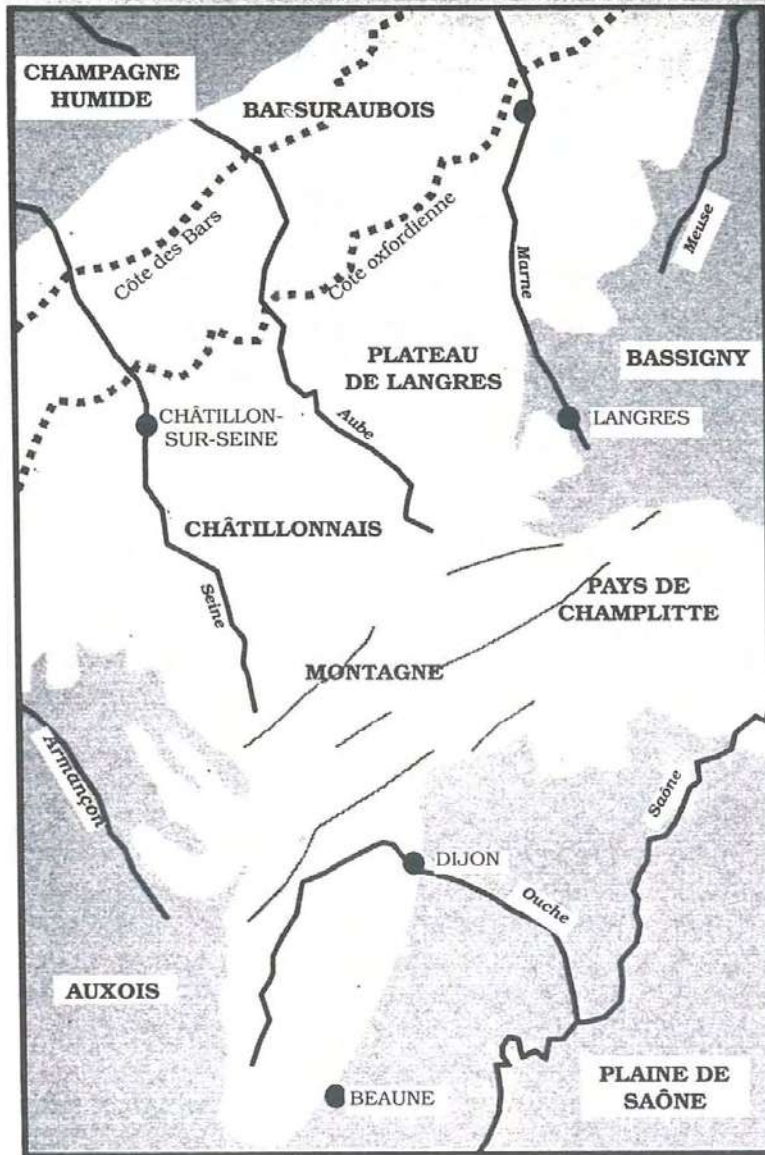 CHAMPAGNE
HUMIDE
BARSURAUBOIS
Côte des Bars
Côte oxfordienne
Marne
Meuse
PLATEAU
DE LANGRES
BASSIGNY
CHÂTILLON-
SUR-SEINE
Aube
LANGRES
CHÂTILLONNAIS
Seine
PAYS DE
CHAMPLITTE
MONTAGNE
Armançon
Saône
DIJON
Ouche
AUXOIS
BEAUNE
PLAINE DE
SAÔNE